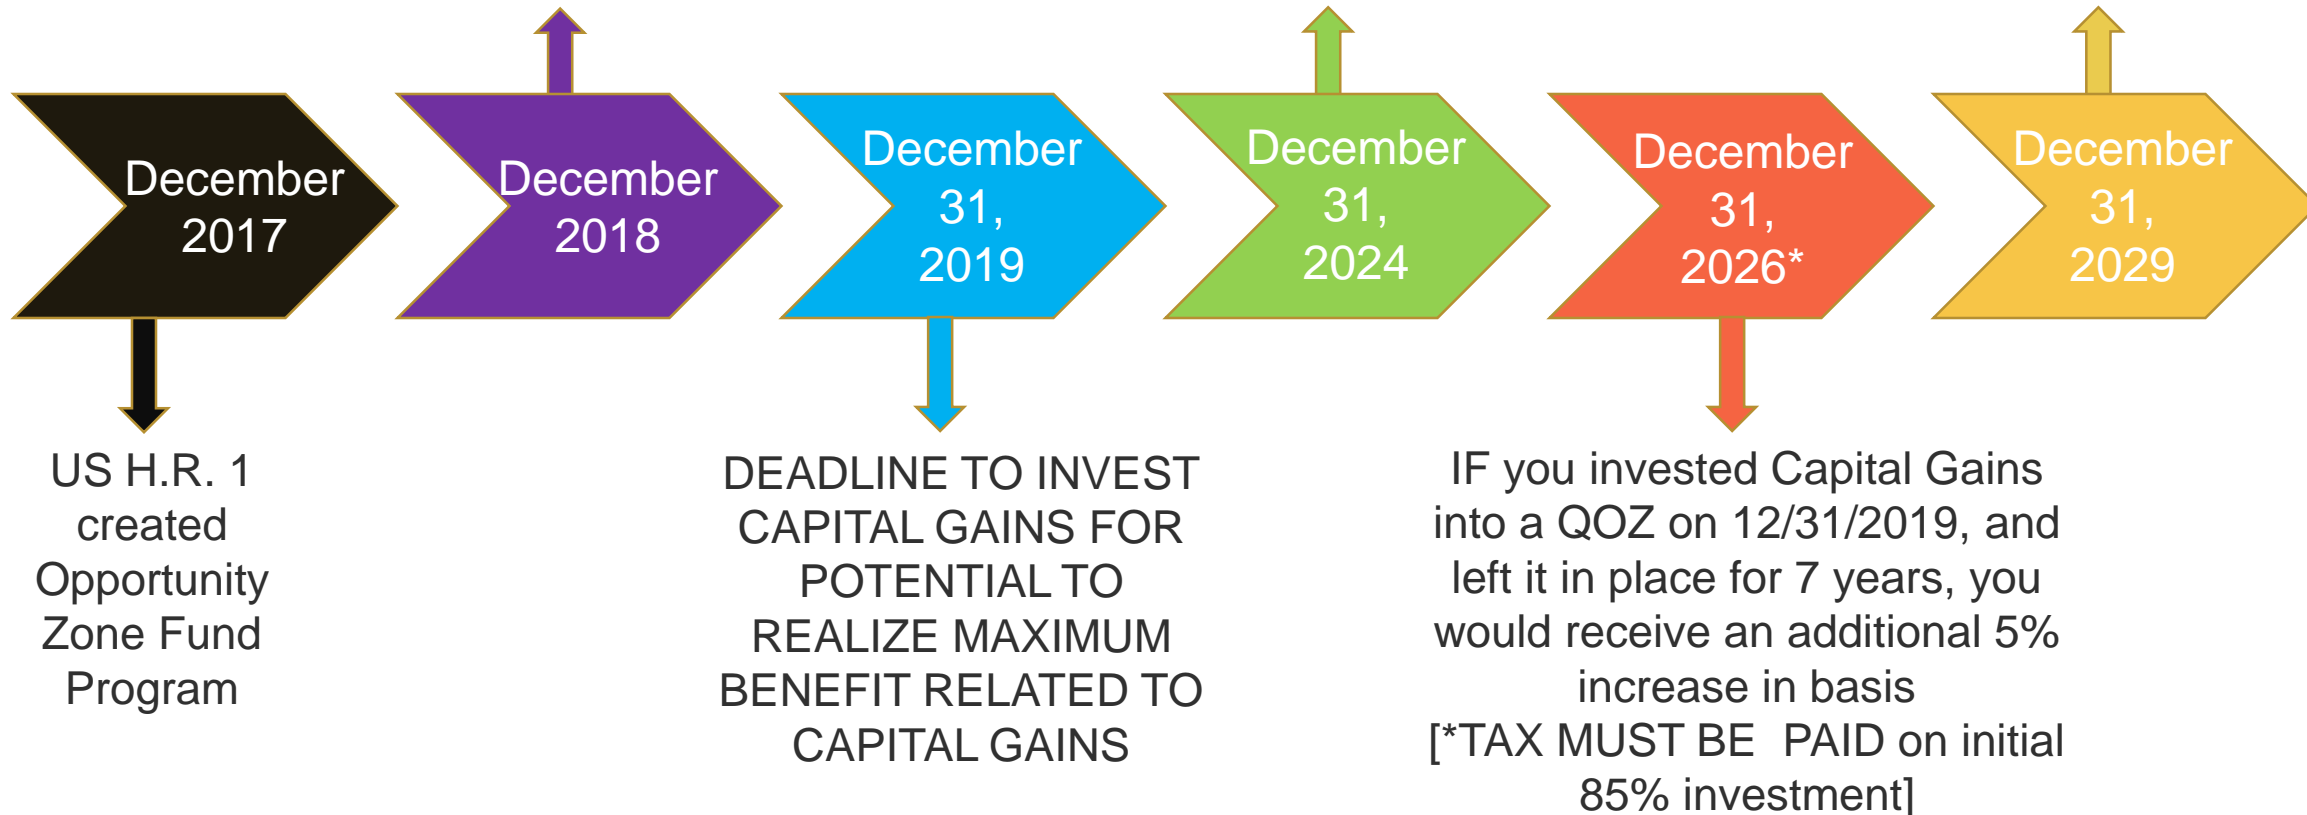 December
2017
December
2018
December
31,
2019
December
31,
2024
December
31,
2026*
December
31,
2029
US H.R. 1
created
Opportunity
Zone Fund
Program
DEADLINE TO INVEST
CAPITAL GAINS FOR
POTENTIAL TO
REALIZE MAXIMUM
BENEFIT RELATED TO
CAPITAL GAINS
IF you invested Capital Gains
into a QOZ on 12/31/2019, and
left it in place for 7 years, you
would receive an additional 5%
increase in basis
[*TAX MUST BE  PAID on initial
85% investment]